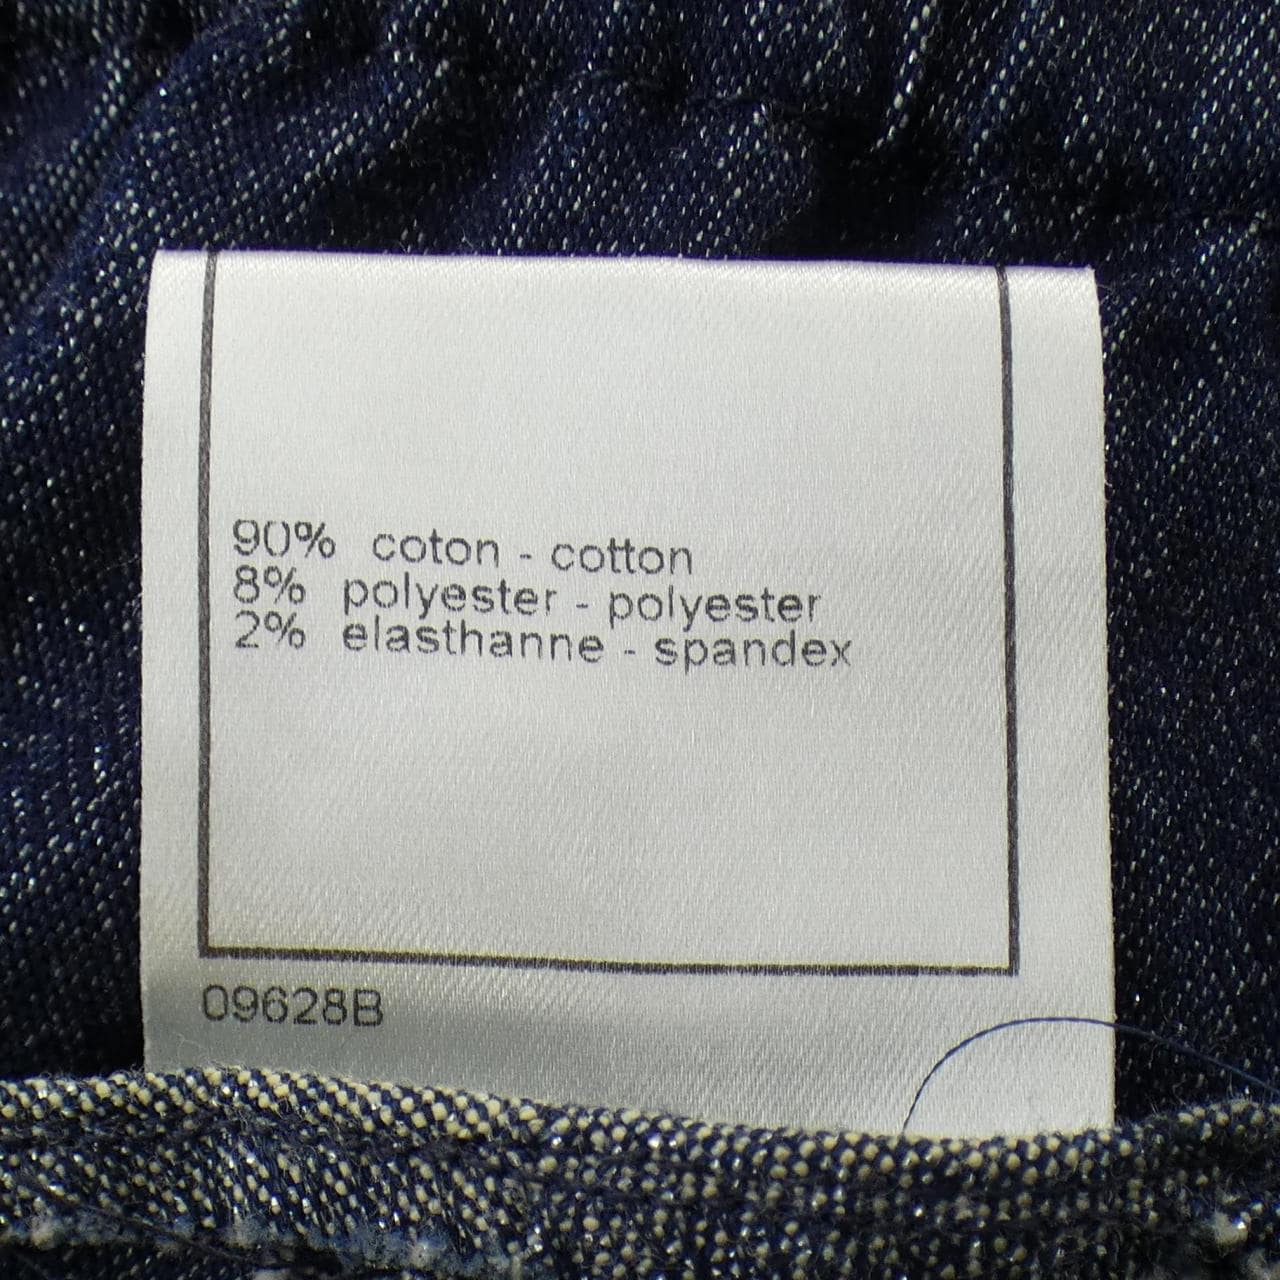 90% coton - cotton
8% polyester - polyester
2% elasthanne - spandex
09628B